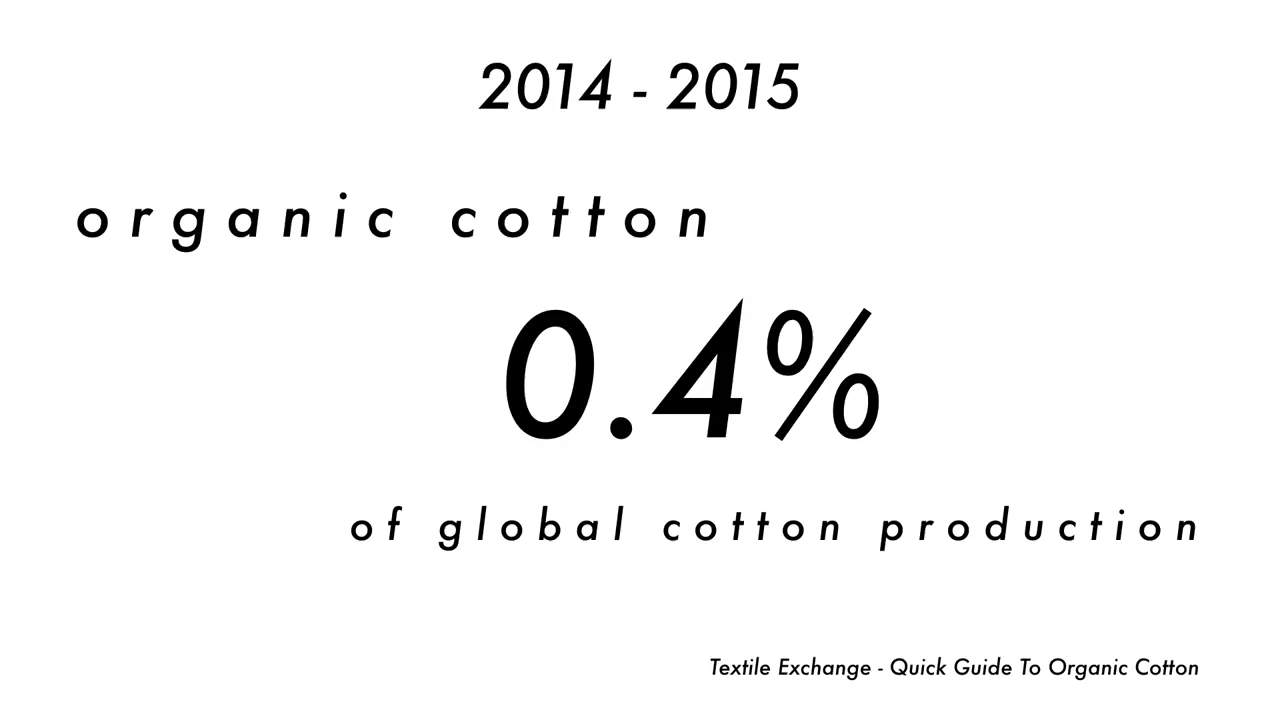 2014 - 2015
organic cotton
0.4%
of global cotton production
Textile Exchange - Quick Guide To Organic Cotton